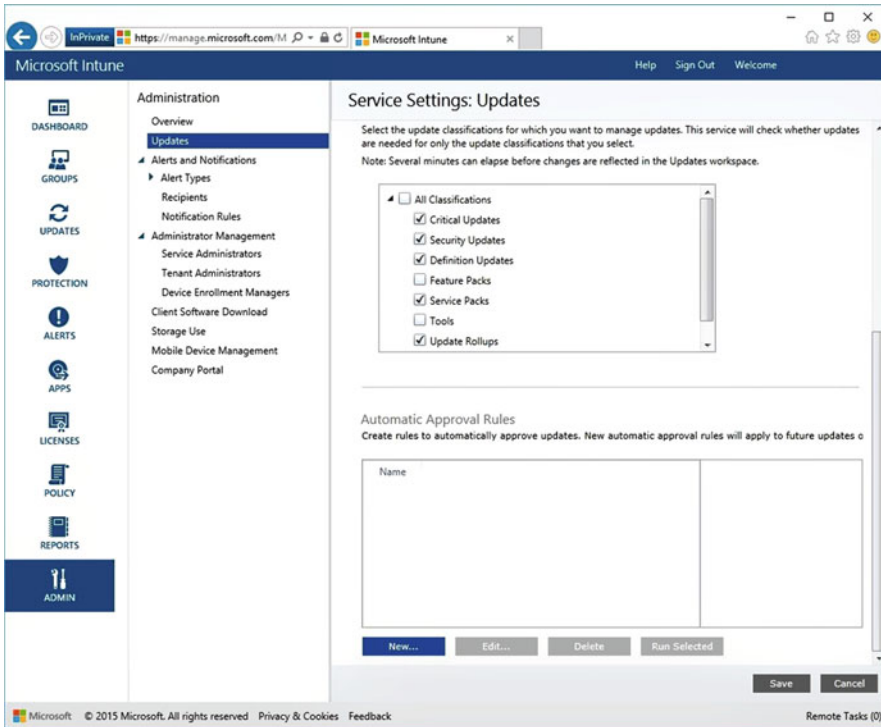 InPrivate
https://manage.microsoft.com/M
Microsoft Intune
Microsoft Intune
Help Sign Out Welcome
DASHBOARD
GROUPS
UPDATES
PROTECTION
ALERTS
APPS
LICENSES
POLICY
REPORTS
ADMIN
Administration
Overview
Updates
Alerts and Notifications
Alert Types
Recipients
Notification Rules
Administrator Management
Service Administrators
Tenant Administrators
Device Enrollment Managers
Client Software Download
Storage Use
Mobile Device Management
Company Portal
Service Settings: Updates
Select the update classifications for which you want to manage updates. This service will check whether updates
are needed for only the update classifications that you select.
Note: Several minutes can elapse before changes are reflected in the Updates workspace.
All Classifications
Critical Updates
Security Updates
Definition Updates
Feature Packs
Service Packs
Tools
Update Rollups
Automatic Approval Rules
Create rules to automatically approve updates. New automatic approval rules will apply to future updates o
Name
New... Edit... Delete Run Selected
Save Cancel
Microsoft © 2015 Microsoft. All rights reserved Privacy & Cookies Feedback
Remote Tasks (0)